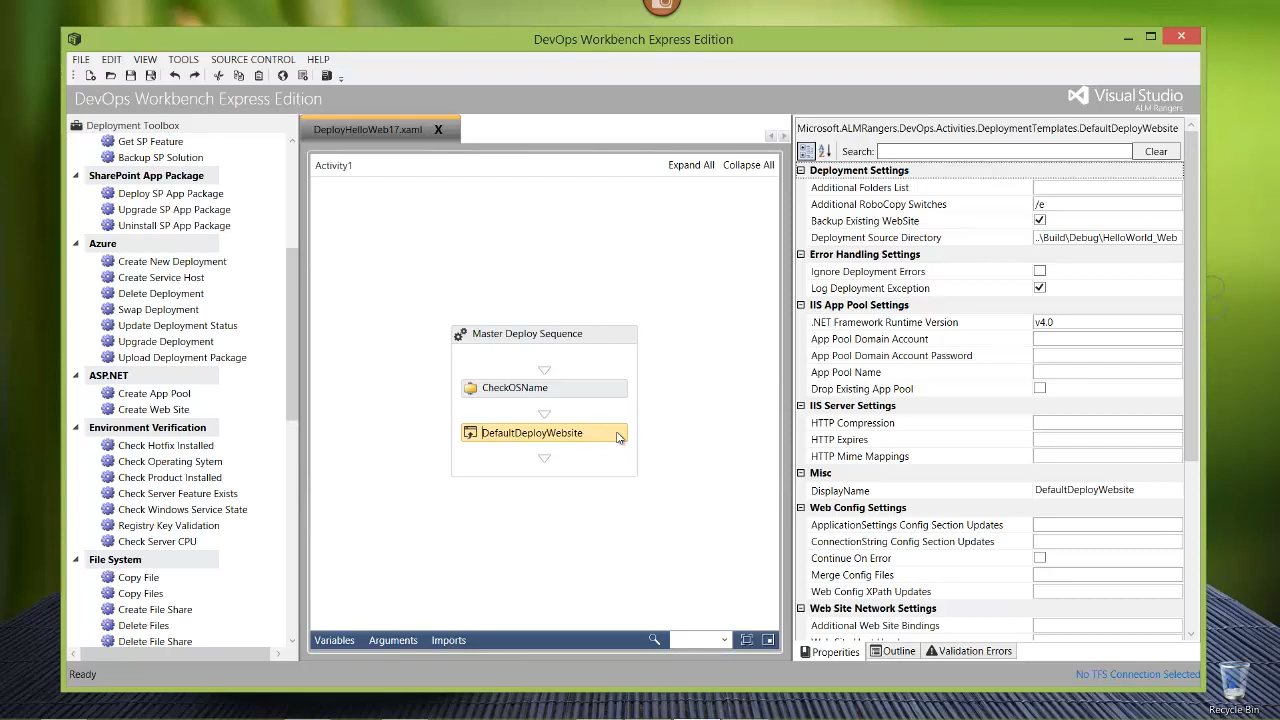 DevOps Workbench Express Edition
FILE EDIT VIEW TOOLS SOURCE CONTROL HELP
DevOps Workbench Express Edition
Visual Studio
ALM Rangers
Deployment Toolbox
Get SP Feature
Backup SP Solution
SharePoint App Package
Deploy SP App Package
Upgrade SP App Package
Uninstall SP App Package
Azure
Create New Deployment
Create Service Host
Delete Deployment
Swap Deployment
Update Deployment Status
Upgrade Deployment
Upload Deployment Package
ASP.NET
Create App Pool
Create Web Site
Environment Verification
Check Hotfix Installed
Check Operating Sytem
Check Product Installed
Check Server Feature Exists
Check Windows Service State
Registry Key Validation
Check Server CPU
File System
Copy File
Copy Files
Create File Share
Delete Files
Delete File Share
DeployHelloWeb17.xaml X
Activity1
Expand All Collapse All
Master Deploy Sequence
CheckOSName
DefaultDeployWebsite
Variables Arguments Imports
Microsoft.ALMRangers.DevOps.Activities.DeploymentTemplates.DefaultDeployWebsite
Search: Clear
Deployment Settings
Additional Folders List
Additional RoboCopy Switches /e
Backup Existing WebSite
Deployment Source Directory ..\Build\Debug\HelloWorld_Web
Error Handling Settings
Ignore Deployment Errors
Log Deployment Exception
IIS App Pool Settings
.NET Framework Runtime Version v4.0
App Pool Domain Account
App Pool Domain Account Password
App Pool Name
Drop Existing App Pool
IIS Server Settings
HTTP Compression
HTTP Expires
HTTP Mime Mappings
Misc
DisplayName DefaultDeployWebsite
Web Config Settings
ApplicationSettings Config Section Updates
ConnectionString Config Section Updates
Continue On Error
Merge Config Files
Web Config XPath Updates
Web Site Network Settings
Additional Web Site Bindings
Properties Outline Validation Errors
Ready
No TFS Connection Selected
Recycle Bin